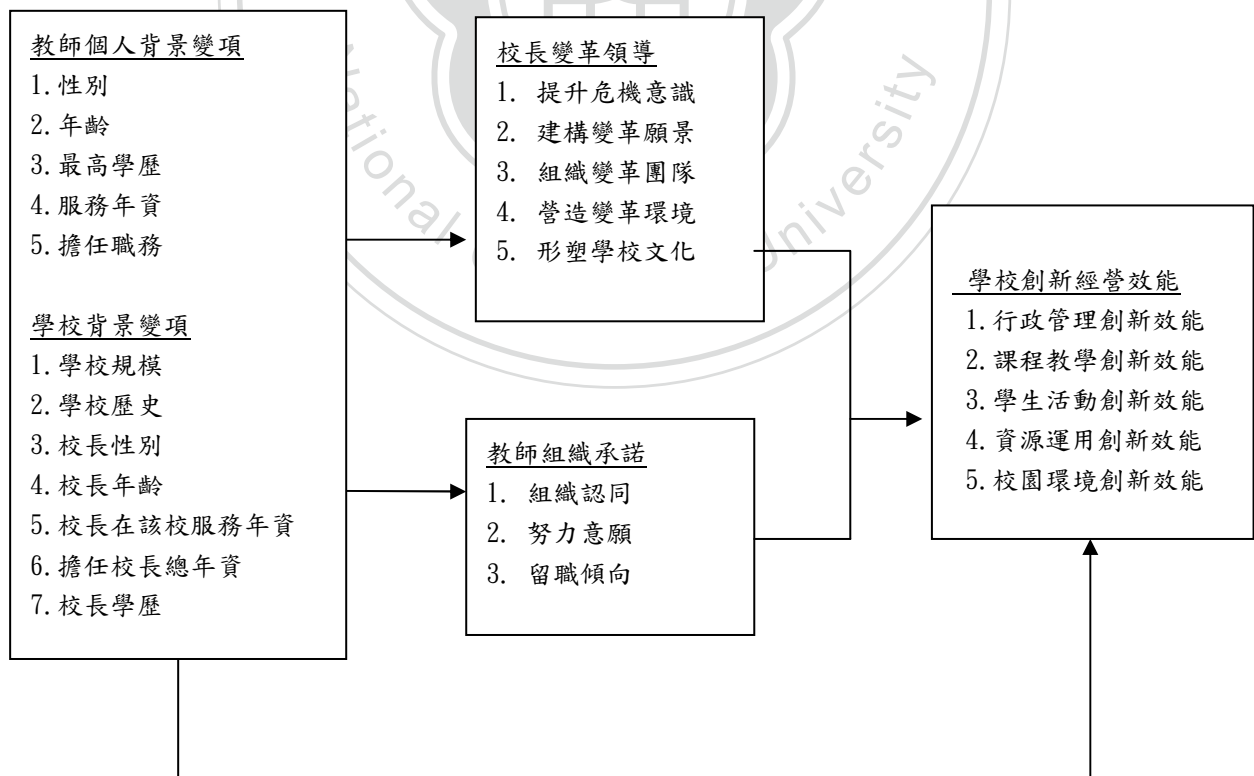 教師個人背景變項
1.性別
2.年齡
3.最高學歷
4.服務年資
5.擔任職務
學校背景變項
1.學校規模
2.學校歷史
3.校長性別
4.校長年齡
5.校長在該校服務年資
6.擔任校長總年資
7.校長學歷
校長變革領導
1. 提升危機意識
2. 建構變革願景
3. 組織變革團隊
4. 營造變革環境
5. 形塑學校文化
教師組織承諾
1. 組織認同
2. 努力意願
3. 留職傾向
學校創新經營效能
1.行政管理創新效能
2.課程教學創新效能
3.學生活動創新效能
4.資源運用創新效能
5.校園環境創新效能
National
University